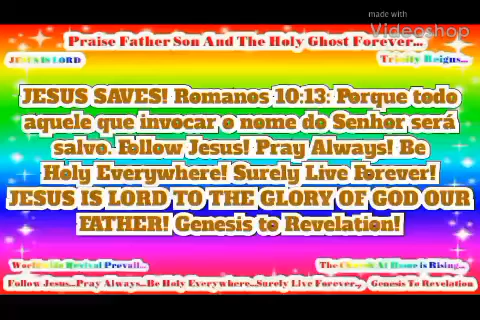 made with
Videoshop
Praise Father Son And The Holy Ghost Forever...
JESUS IS LORD
Trinity Reigns...
JESUS SAVES! Romanos 10:13: Porque todo
aquele que invocar o nome do Senhor será
salvo. Follow Jesus! Pray Always! Be
Holy Everywhere! Surely Live Forever!
JESUS IS LORD TO THE GLORY OF GOD OUR
FATHER! Genesis to Revelation!
Worldwide Revival Prevail...
The Church At Home is Rising...
Follow Jesus...Pray Always...Be Holy Everywhere...Surely Live Forever...
Genesis To Revelation